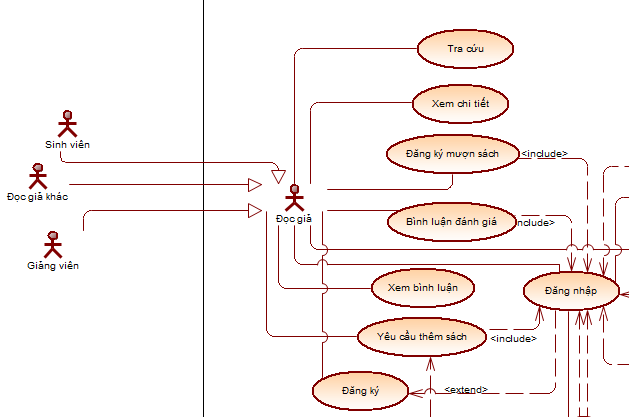 Tra cứu
Xem chi tiết
Sinh viên
Đăng ký mượn sách
<include>
Đọc giả khác
Đọc giả
Bình luận đánh giá
include>
Giảng viên
Xem bình luận
Đăng nhập
Yêu cầu thêm sách
<include>
Đăng ký
<extend>